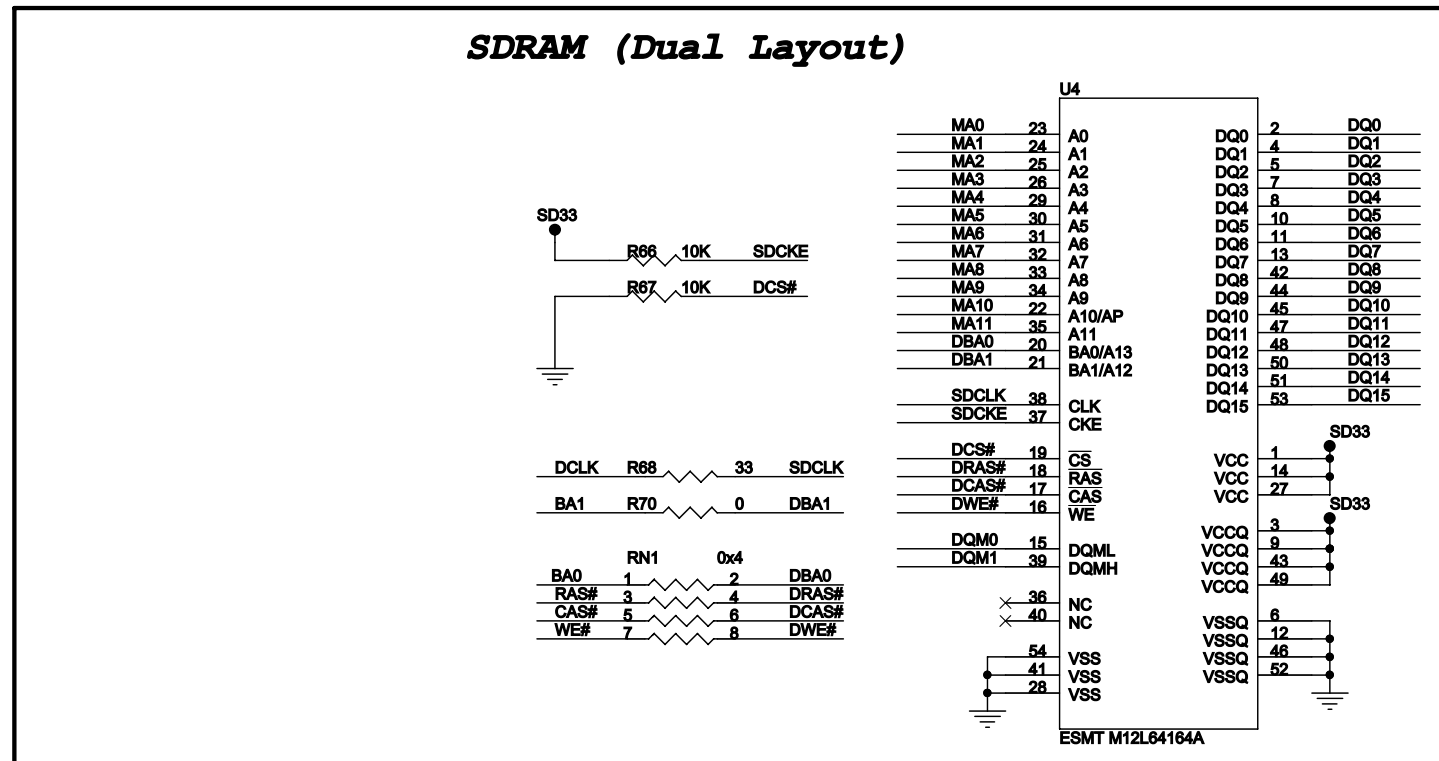 SDRAM (Dual Layout)
U4
MA0 23 A0 DQ0 2 DQ0
MA1 24 A1 DQ1 4 DQ1
MA2 25 A2 DQ2 5 DQ2
MA3 26 A3 DQ3 7 DQ3
MA4 29 A4 DQ4 8 DQ4
MA5 30 A5 DQ5 10 DQ5
MA6 31 A6 DQ6 11 DQ6
MA7 32 A7 DQ7 13 DQ7
MA8 33 A8 DQ8 42 DQ8
MA9 34 A9 DQ9 44 DQ9
MA10 22 A10/AP DQ10 45 DQ10
MA11 35 A11 DQ11 47 DQ11
DBA0 20 BA0/A13 DQ12 48 DQ12
DBA1 21 BA1/A12 DQ13 50 DQ13
DQ14 51 DQ14
SDCLK 38 CLK DQ15 53 DQ15
SDCKE 37 CKE
SD33
R66 10K SDCKE
R67 10K DCS#
SD33
DCS# 19 CS VCC 1
DRAS# 18 RAS VCC 14
DCAS# 17 CAS VCC 27
DWE# 16 WE
SD33
VCCQ 3
DQM0 15 DQML VCCQ 9
DQM1 39 DQMH VCCQ 43
VCCQ 49
36 NC
40 NC VSSQ 6
VSSQ 12
54 VSS VSSQ 46
41 VSS VSSQ 52
28 VSS
ESMT M12L64164A
DCLK R68 33 SDCLK
BA1 R70 0 DBA1
RN1 0x4
BA0 1 2 DBA0
RAS# 3 4 DRAS#
CAS# 5 6 DCAS#
WE# 7 8 DWE#